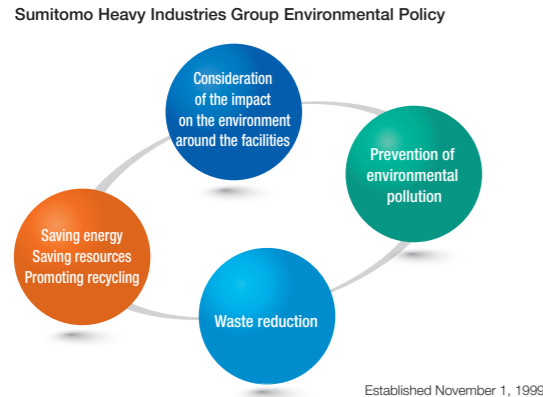 Sumitomo Heavy Industries Group Environmental Policy
Consideration
of the impact
on the environment
around the facilities
Prevention of
environmental
pollution
Saving energy
Saving resources
Promoting recycling
Waste reduction
Established November 1, 1999